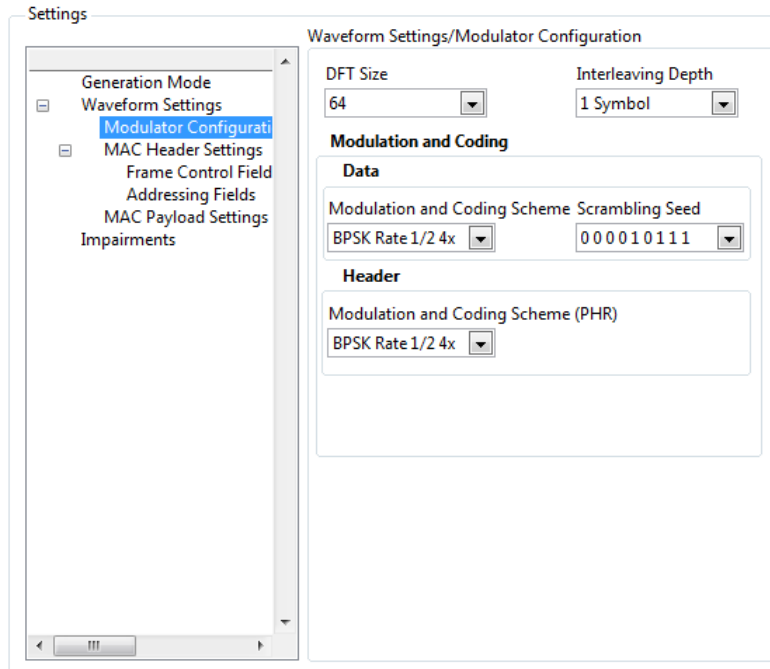 Settings
Generation Mode
Waveform Settings
Modulator Configurati
MAC Header Settings
Frame Control Field
Addressing Fields
MAC Payload Settings
Impairments
Waveform Settings/Modulator Configuration
DFT Size
Interleaving Depth
64
1 Symbol
Modulation and Coding
Data
Modulation and Coding Scheme
Scrambling Seed
BPSK Rate 1/2 4x
0 0 0 0 1 0 1 1 1
Header
Modulation and Coding Scheme (PHR)
BPSK Rate 1/2 4x